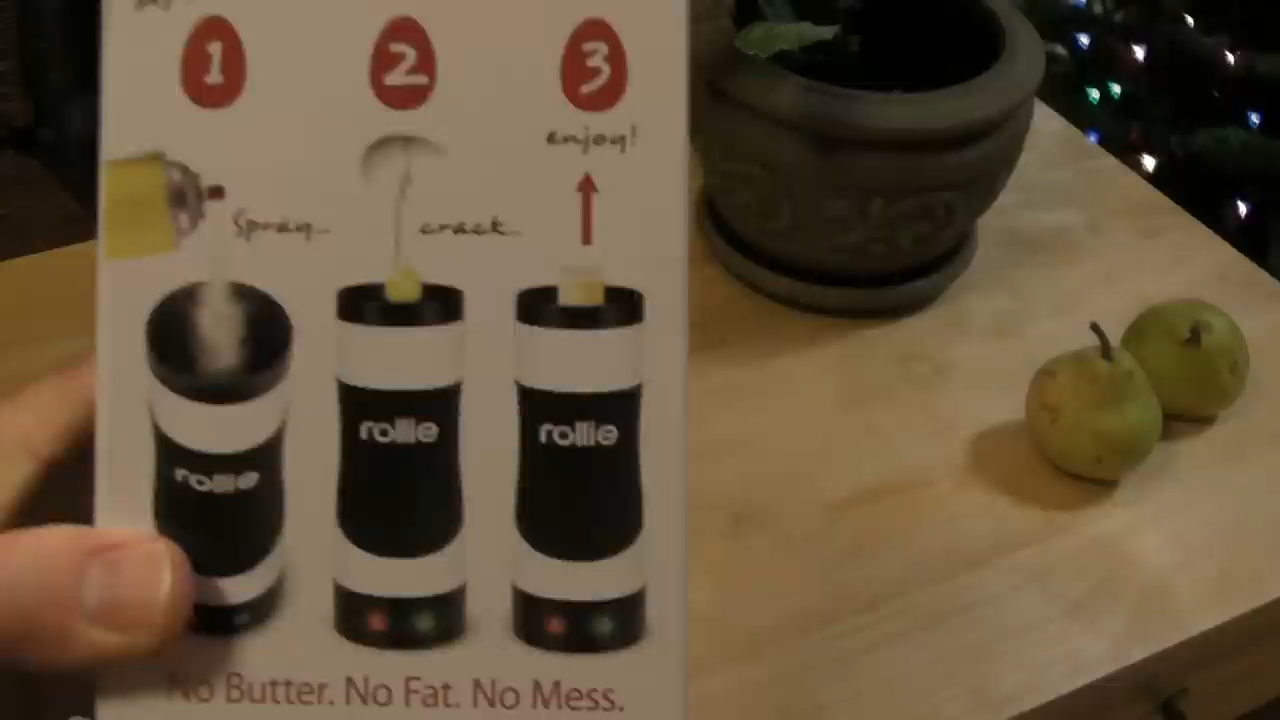 1 2 3
enjoy!
Spray... crack...
rollie rollie
rollie
No Butter. No Fat. No Mess.